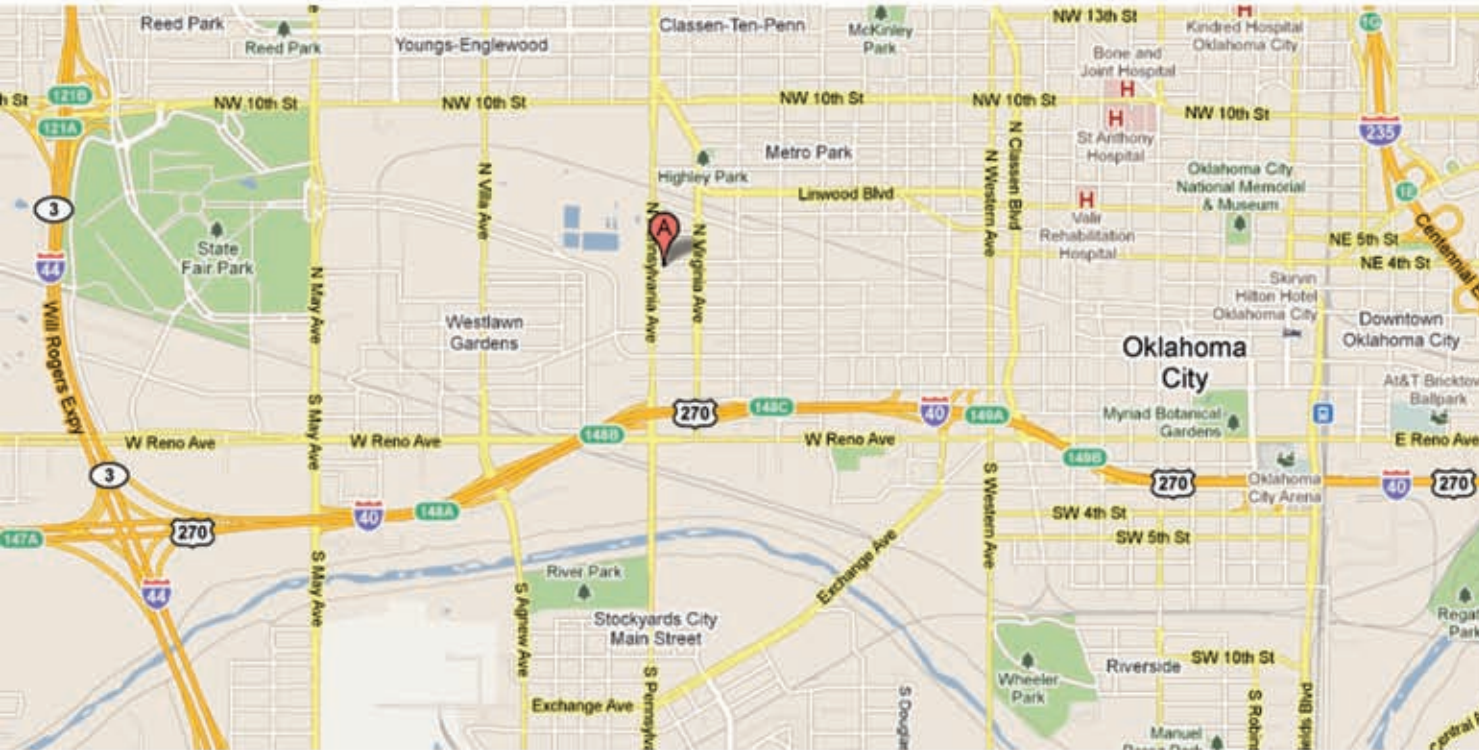 Reed Park
Reed Park
Youngs-Englewood
Classen-Ten-Penn
McKinley
Park
NW 13th St
Kindred Hospital
Oklahoma City
Bone and
Joint Hospital
121B
NW 10th St
NW 10th St
NW 10th St
NW 10th St
NW 10th St
121A
235
St Anthony
Hospital
Metro Park
Highley Park
Linwood Blvd
N Villa Ave
N Western Ave
N Classen Blvd
Oklahoma City
National Memorial
& Museum
1E
3
A
N Virginia Ave
Valir
Rehabilitation
Hospital
NE 5th St
NE 4th St
State
Fair Park
44
N May Ave
Will Rogers Expy
Westlawn
Gardens
Skirvin
Hilton Hotel
Oklahoma City
Oklahoma
City
Downtown
Oklahoma City
270
148C
40
149A
148B
At&T Bricktow
Ballpark
Myriad Botanical
Gardens
W Reno Ave
W Reno Ave
W Reno Ave
E Reno Ave
S May Ave
149B
3
270
40
270
Oklahoma
City Arena
S Western Ave
147A
270
40
148A
SW 4th St
SW 5th St
Exchange Ave
44
S May Ave
River Park
S Agnew Ave
Stockyards City
Main Street
Wheeler
Park
Riverside
SW 10th St
Exchange Ave
Manuel